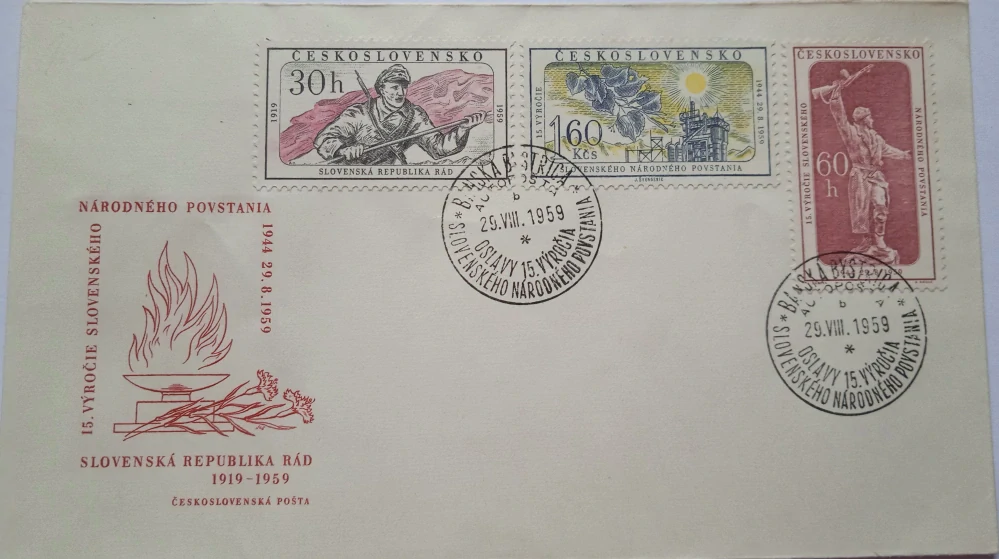 ČESKOSLOVENSKO
30h
1919
1959
SLOVENSKÁ REPUBLIKA RÁD
ČESKOSLOVENSKO
15. VÝROČIE
1944 29.8.1959
1.60
Kčs
SLOVENSKÉHO NÁRODNÉHO POVSTANIA
J. ŠVENGSBÍR
ČESKOSLOVENSKO
15. VÝROČIE SLOVENSKÉHO
NÁRODNÉHO POVSTANIA
60
h
BANSKÁ BYSTRICA
AUTOPOŠTA
b
29.VIII.1959
*
OSLAVY 15. VÝROČIA
* SLOVENSKÉHO NÁRODNÉHO POVSTANIA *
BANSKÁ BYSTRICA
AUTOPOŠTA
b
29.VIII.1959
*
OSLAVY 15. VÝROČIA
* SLOVENSKÉHO NÁRODNÉHO POVSTANIA *
15. VÝROČIE SLOVENSKÉHO
NÁRODNÉHO POVSTANIA
1944 29.8.1959
SLOVENSKÁ REPUBLIKA RÁD
1919-1959
ČESKOSLOVENSKÁ POŠTA